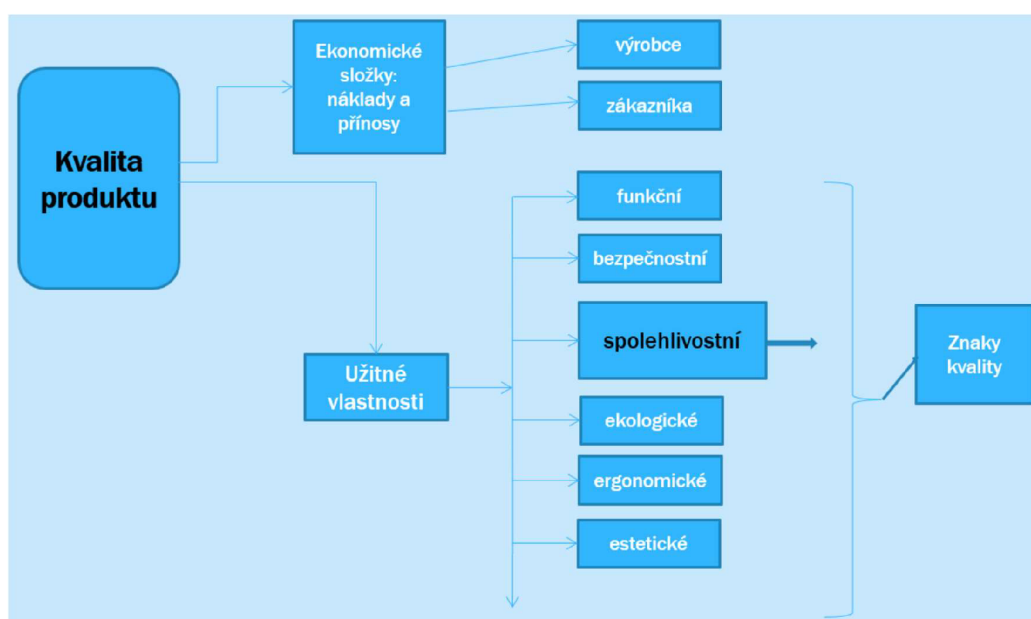 Kvalita
produktu
Ekonomické
složky:
náklady a
přínosy
výrobce
zákazníka
Užitné
vlastnosti
funkční
bezpečnostní
spolehlivostní
ekologické
ergonomické
estetické
Znaky
kvality